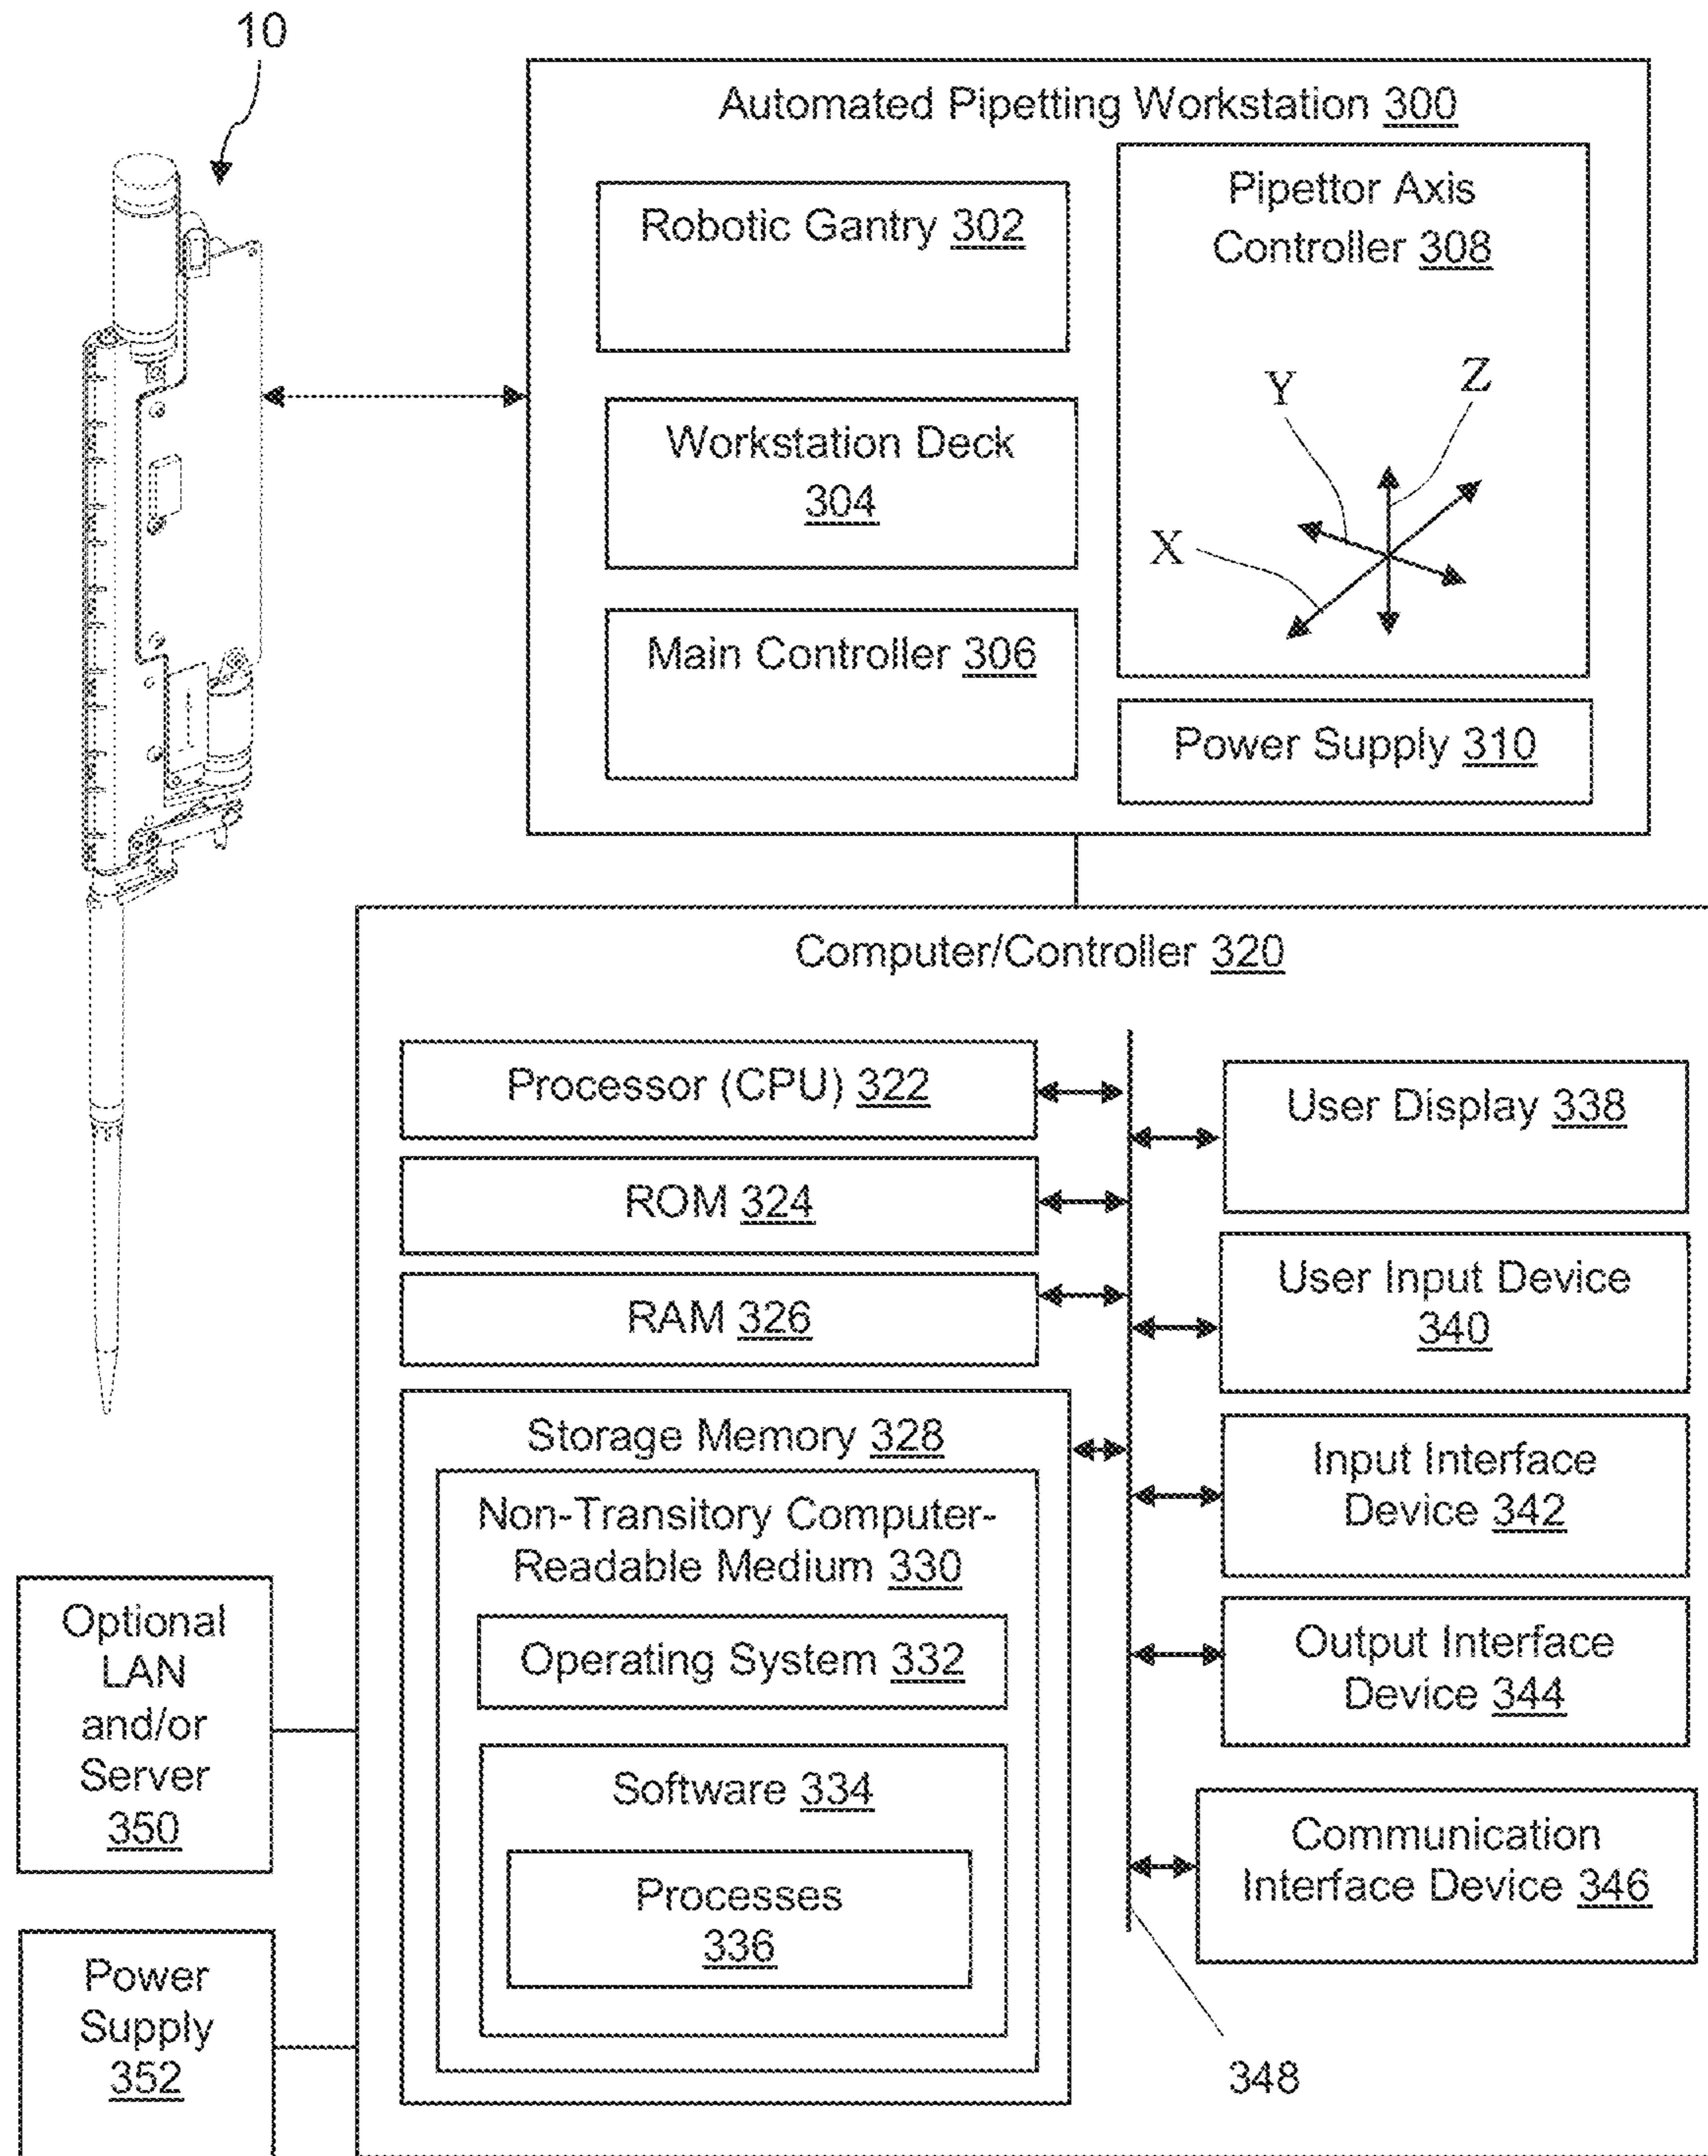 10
Automated Pipetting Workstation 300
Robotic Gantry 302
Pipettor Axis
Controller 308
Workstation Deck
304
Y
Z
X
Main Controller 306
Power Supply 310
Computer/Controller 320
Processor (CPU) 322
ROM 324
RAM 326
Storage Memory 328
Non-Transitory Computer-
Readable Medium 330
Operating System 332
Software 334
Processes
336
User Display 338
User Input Device
340
Input Interface
Device 342
Output Interface
Device 344
Communication
Interface Device 346
348
Optional
LAN
and/or
Server
350
Power
Supply
352